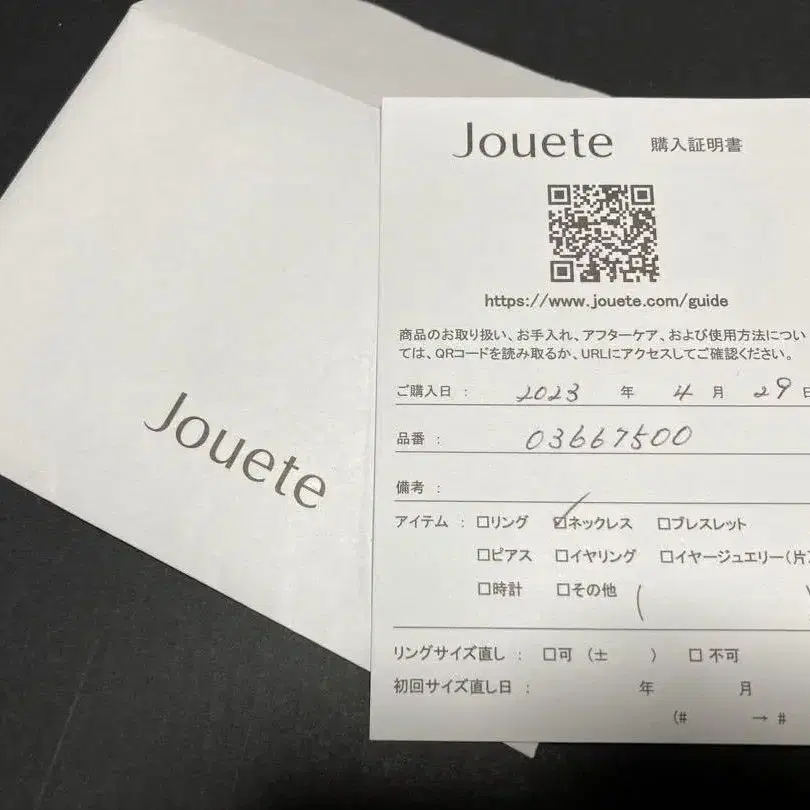 Jouete
Jouete 購入証明書
https://www.jouete.com/guide
商品のお取り扱い、お手入れ、アフターケア、および使用方法につい
ては、QRコードを読み取るか、URLにアクセスしてご確認ください。
ご購入日 : 2023 年 4 月 29 日
品番 : 03667500
備考 :
アイテム : □リング ☑ネックレス □ブレスレット
□ピアス □イヤリング □イヤージュエリー(片)
□時計 □その他 (
リングサイズ直し : □可 (± ) □不可
初回サイズ直し日 : 年 月
(# → #